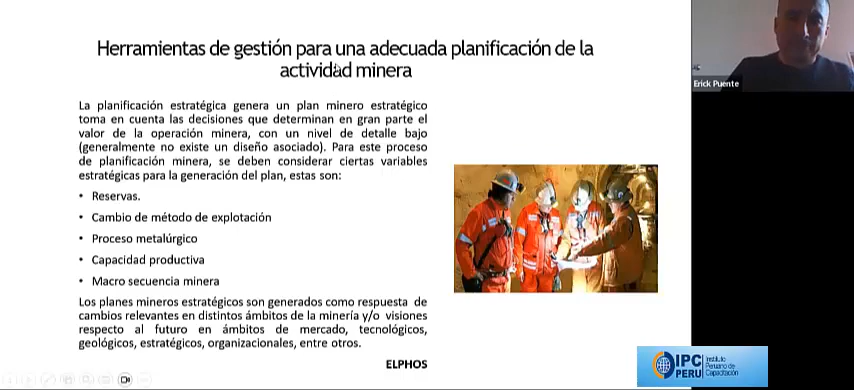 Herramientas de gestión para una adecuada planificación de la
actividad minera
La planificación estratégica genera un plan minero estratégico
toma en cuenta las decisiones que determinan en gran parte el
valor de la operación minera, con un nivel de detalle bajo
(generalmente no existe un diseño asociado). Para este proceso
de planificación minera, se deben considerar ciertas variables
estratégicas para la generación del plan, estas son:
• Reservas.
• Cambio de método de explotación
• Proceso metalúrgico
• Capacidad productiva
• Macro secuencia minera
Los planes mineros estratégicos son generados como respuesta de
cambios relevantes en distintos ámbitos de la minería y/o visiones
respecto al futuro en ámbitos de mercado, tecnológicos,
geológicos, estratégicos, organizacionales, entre otros.
ELPHOS
Erick Puente
IPC
PERU
Instituto
Peruano de
Capacitación